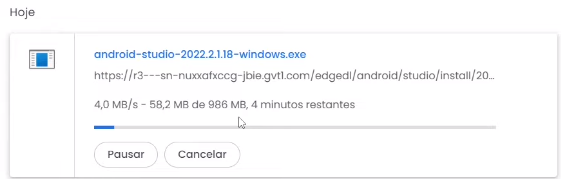 Hoje
android-studio-2022.2.1.18-windows.exe
https://r3---sn-nuxxafxccg-jbie.gvt1.com/edgedl/android/studio/install/20...
4,0 MB/s - 58,2 MB de 986 MB, 4 minutos restantes
Pausar Cancelar